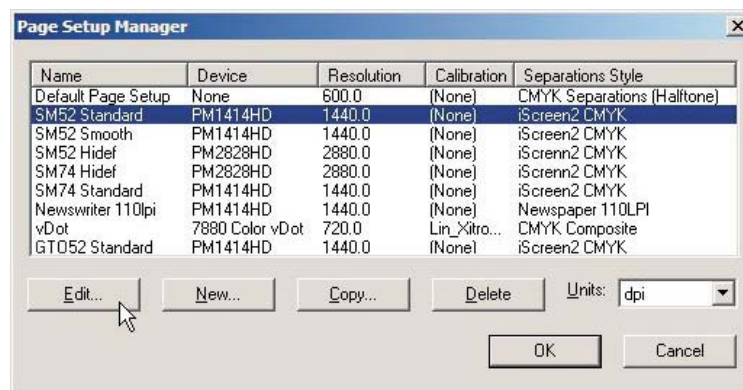 Page Setup Manager
Name Device Resolution Calibration Separations Style
Default Page Setup None 600.0 (None) CMYK Separations (Halftone)
SM52 Standard PM1414HD 1440.0 (None) iScreen2 CMYK
SM52 Smooth PM1414HD 1440.0 (None) iScreen2 CMYK
SM52 Hidef PM2828HD 2880.0 (None) iScrenn2 CMYK
SM74 Hidef PM2828HD 2880.0 (None) iScreen2 CMYK
SM74 Standard PM1414HD 1440.0 (None) iScreen2 CMYK
Newswriter 110lpi PM1414HD 1440.0 (None) Newspaper 110LPI
vDot 7880 Color vDot 720.0 Lin_Xitro... CMYK Composite
GTO52 Standard PM1414HD 1440.0 (None) iScreen2 CMYK
Edit... New... Copy... Delete Units: dpi
OK Cancel